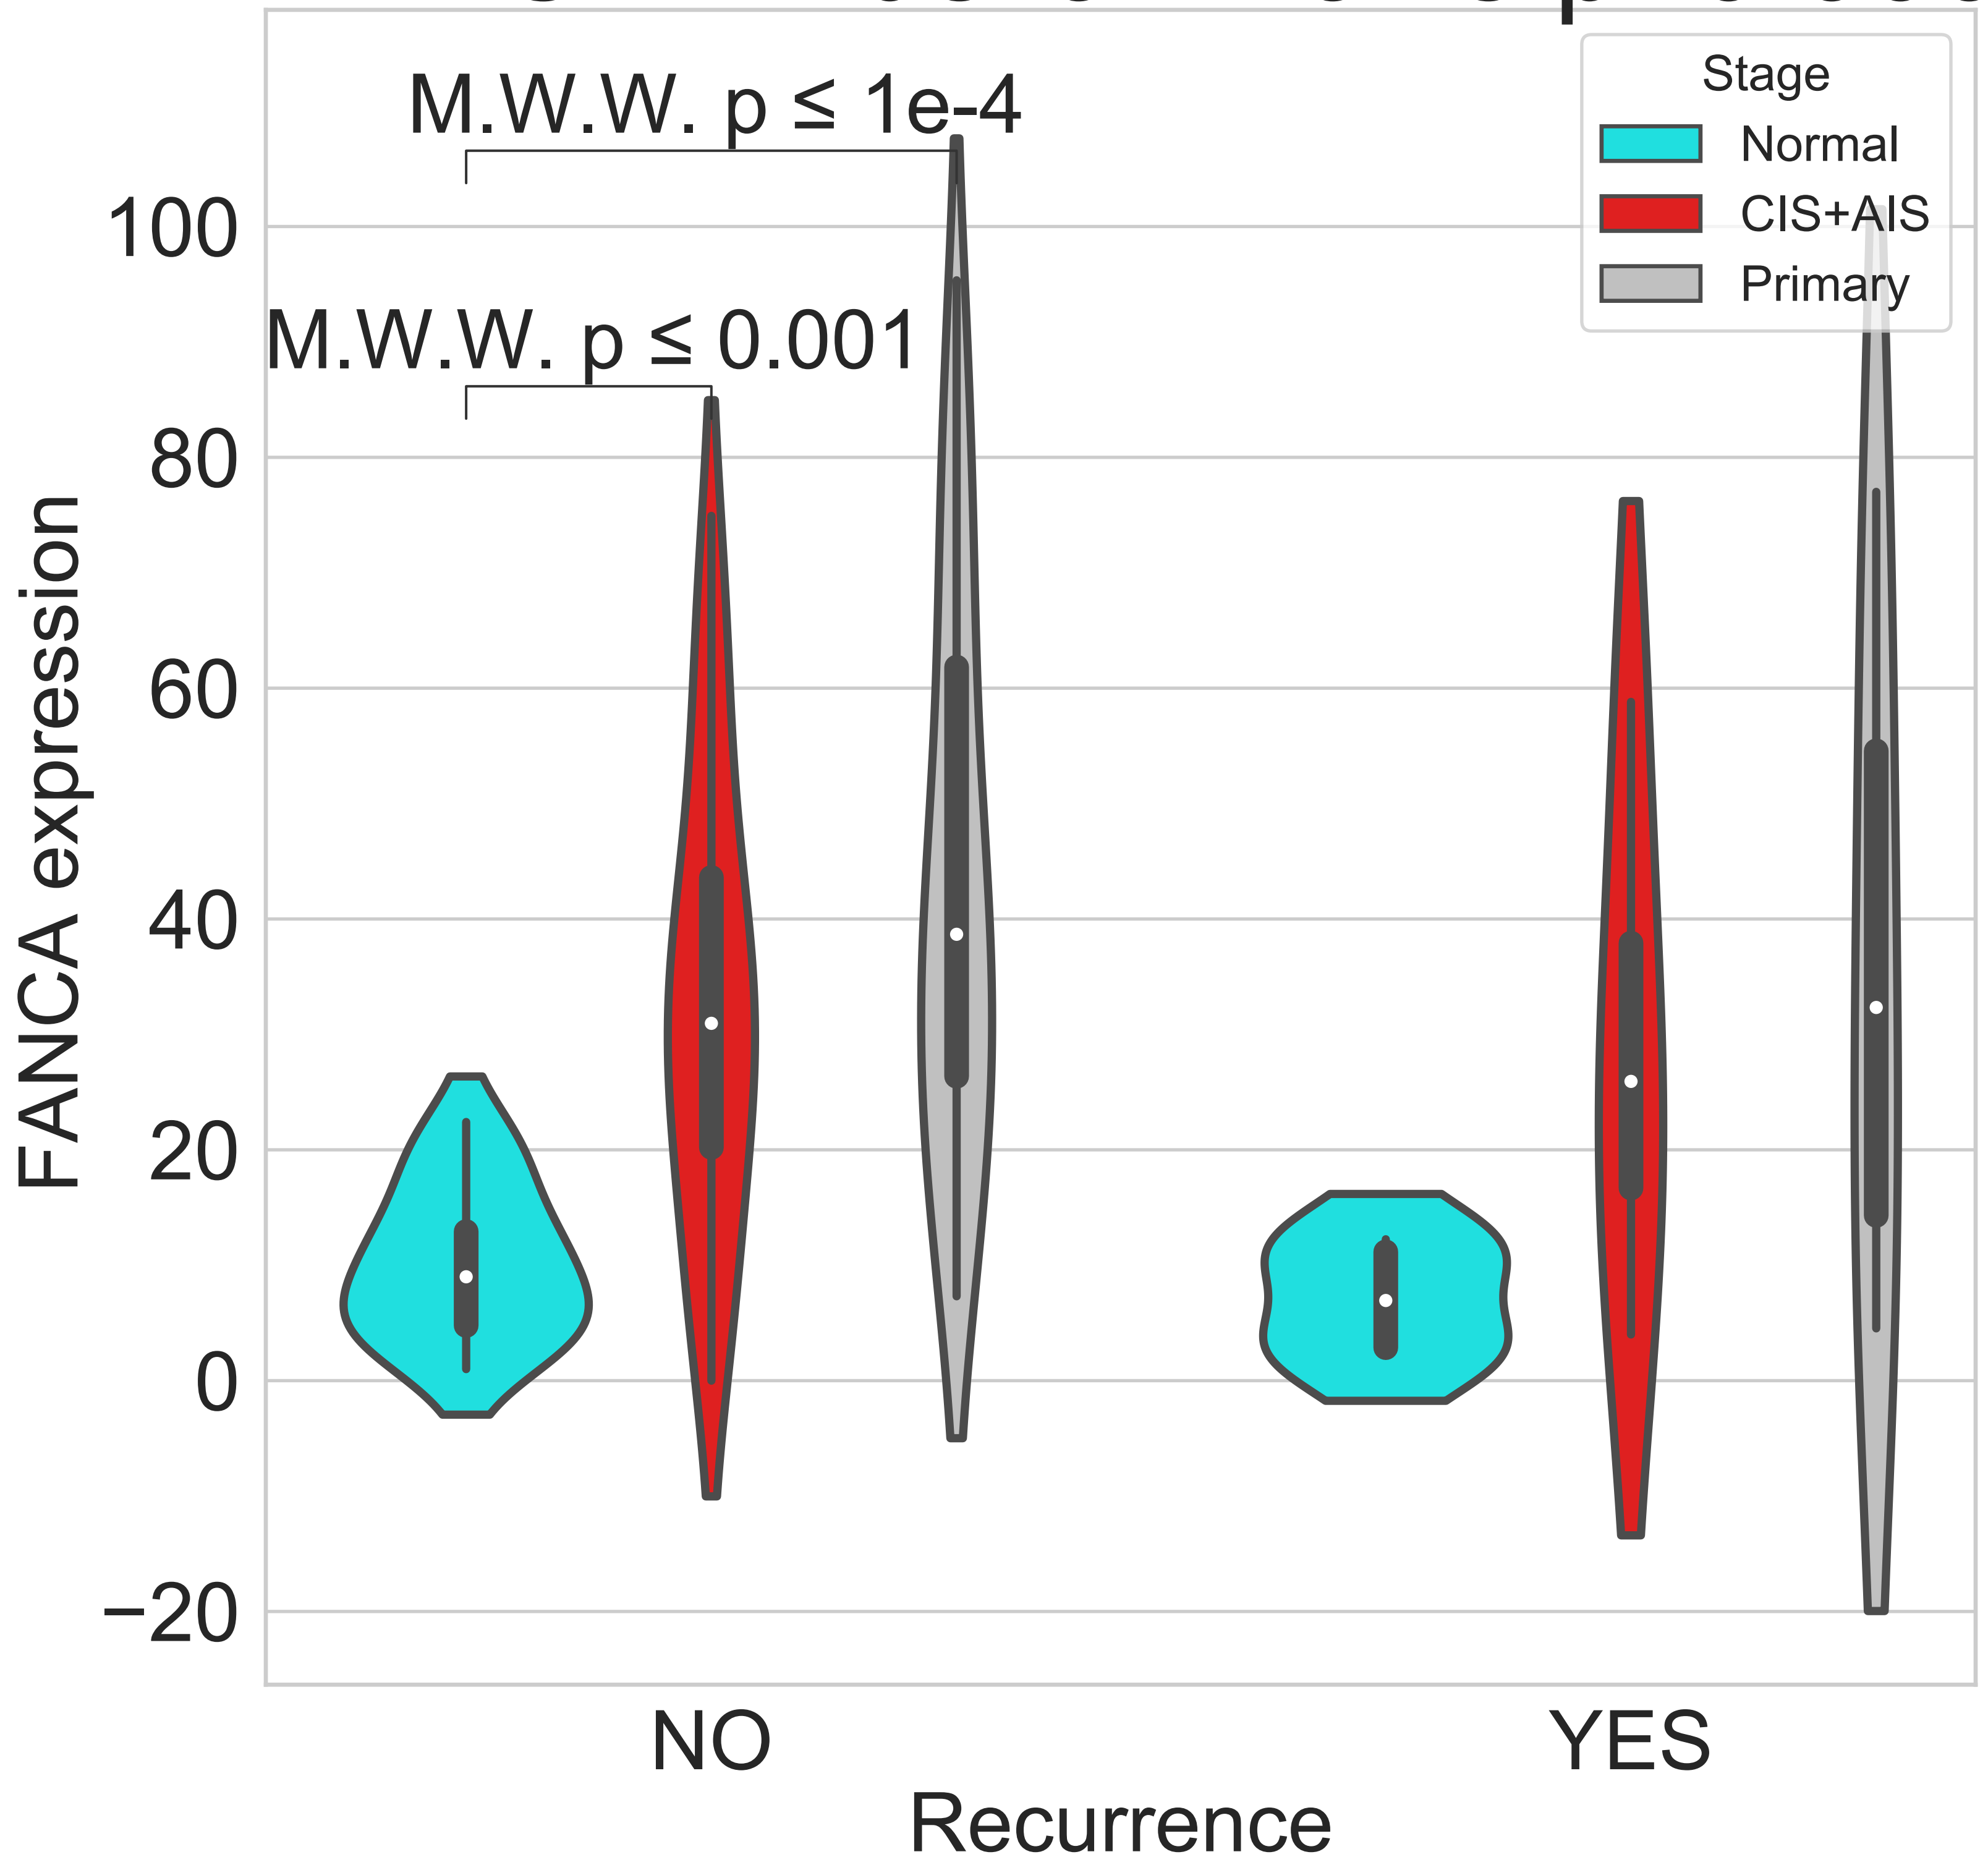 M.W.W. p ≤ 1e-4
M.W.W. p ≤ 0.001
Stage
Normal
CIS+AIS
Primary
FANCA expression
100
80
60
40
20
0
−20
NO
YES
Recurrence